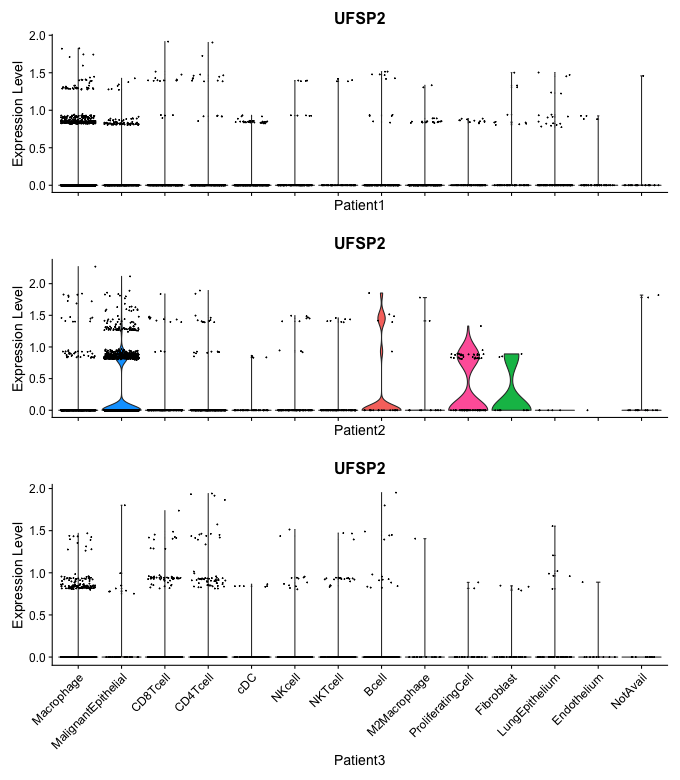 UFSP2
2.0
1.5
1.0
0.5
0.0
Expression Level
Patient1
UFSP2
2.0
1.5
1.0
0.5
0.0
Expression Level
Patient2
UFSP2
2.0
1.5
1.0
0.5
0.0
Expression Level
Macrophage
MalignantEpithelial
CD8Tcell
CD4Tcell
cDC
NKcell
NKTcell
Bcell
M2Macrophage
ProliferatingCell
Fibroblast
LungEpithelium
Endothelium
NotAvail
Patient3